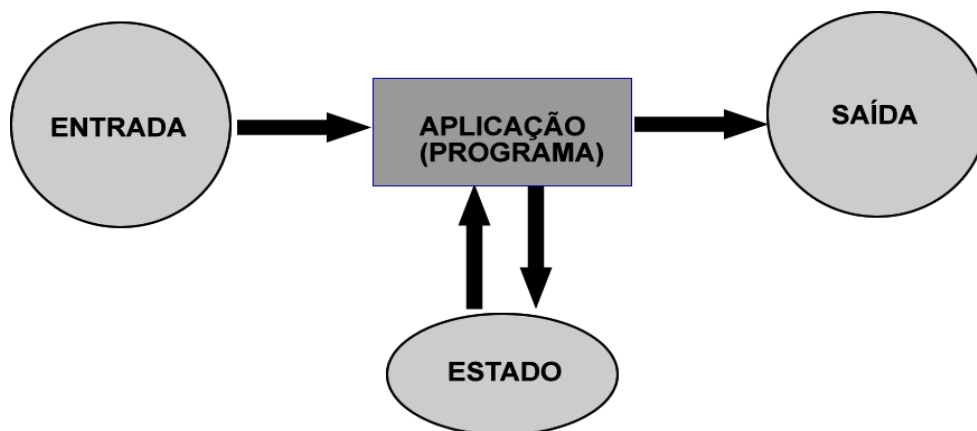 ENTRADA
APLICAÇÃO
(PROGRAMA)
SAÍDA
ESTADO